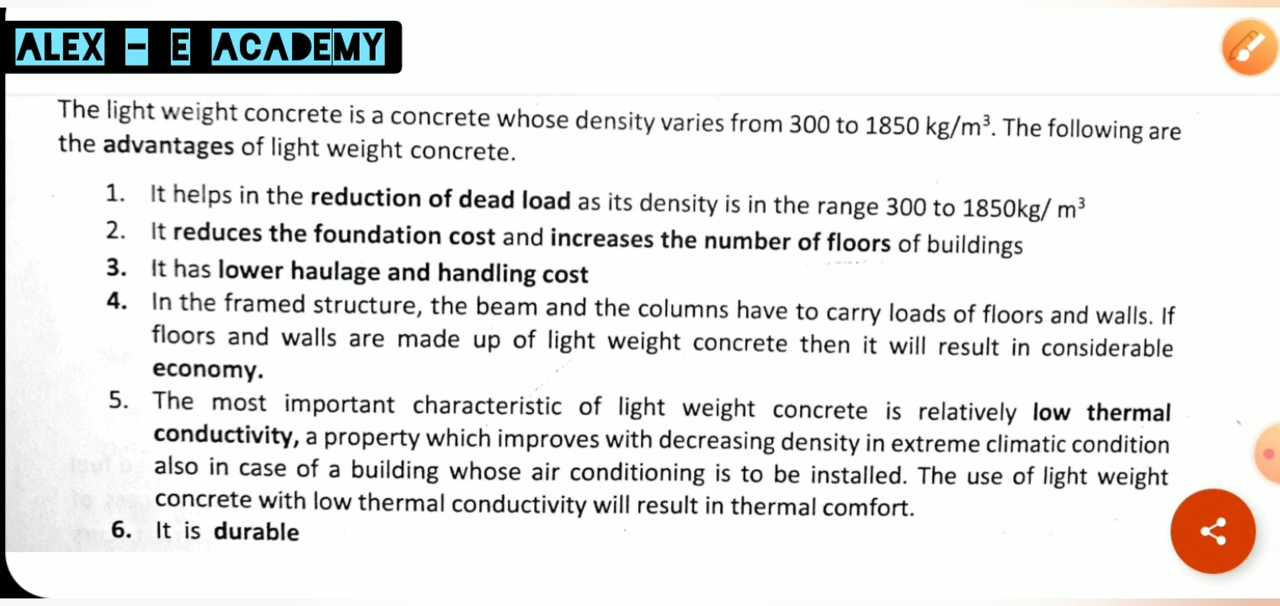 ALEX - E ACADEMY
The light weight concrete is a concrete whose density varies from 300 to 1850 kg/m³. The following are
the advantages of light weight concrete.
1. It helps in the reduction of dead load as its density is in the range 300 to 1850kg/ m³
2. It reduces the foundation cost and increases the number of floors of buildings
3. It has lower haulage and handling cost
4. In the framed structure, the beam and the columns have to carry loads of floors and walls. If
floors and walls are made up of light weight concrete then it will result in considerable
economy.
5. The most important characteristic of light weight concrete is relatively low thermal
conductivity, a property which improves with decreasing density in extreme climatic condition
also in case of a building whose air conditioning is to be installed. The use of light weight
concrete with low thermal conductivity will result in thermal comfort.
6. It is durable